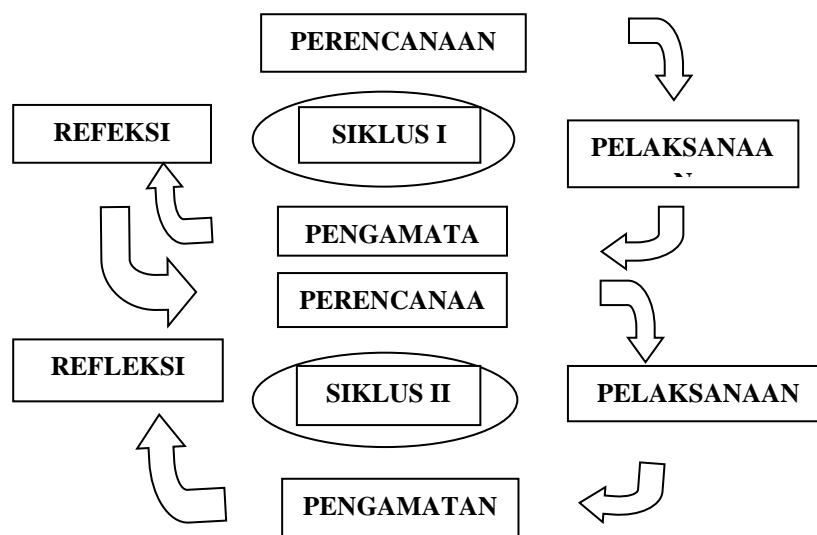 PERENCANAAN
REFEKSI
SIKLUS I
PELAKSANAA
PENGAMATA
PERENCANAA
REFLEKSI
SIKLUS II
PELAKSANAAN
PENGAMATAN